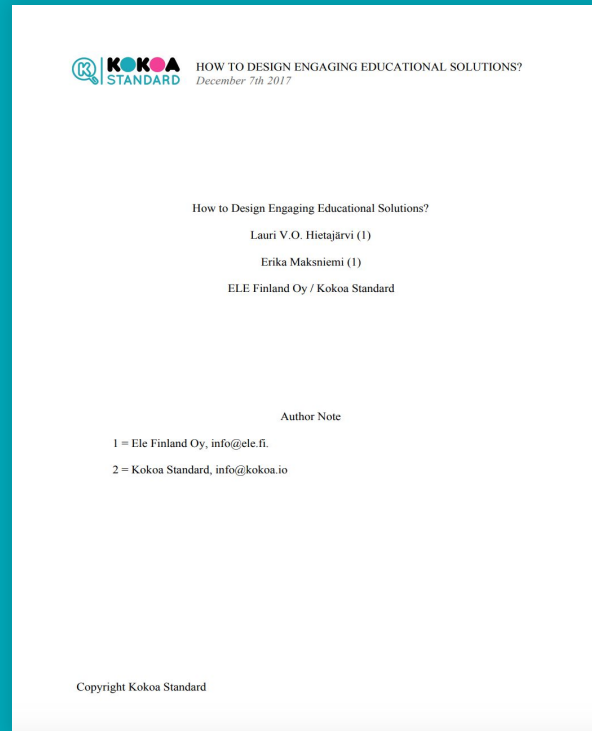 KOKOA
STANDARD
HOW TO DESIGN ENGAGING EDUCATIONAL SOLUTIONS?
December 7th 2017
How to Design Engaging Educational Solutions?
Lauri V.O. Hietajärvi (1)
Erika Maksniemi (1)
ELE Finland Oy / Kokoa Standard
Author Note
1 = Ele Finland Oy, info@ele.fi.
2 = Kokoa Standard, info@kokoa.io
Copyright Kokoa Standard